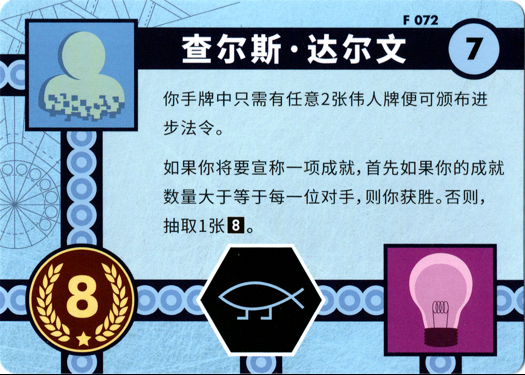 F 072
查尔斯·达尔文
7
你手牌中只需有任意2张伟人牌便可颁布进
步法令。
如果你将要宣称一项成就，首先如果你的成就
数量大于等于每一位对手，则你获胜。否则，
抽取1张8。
8